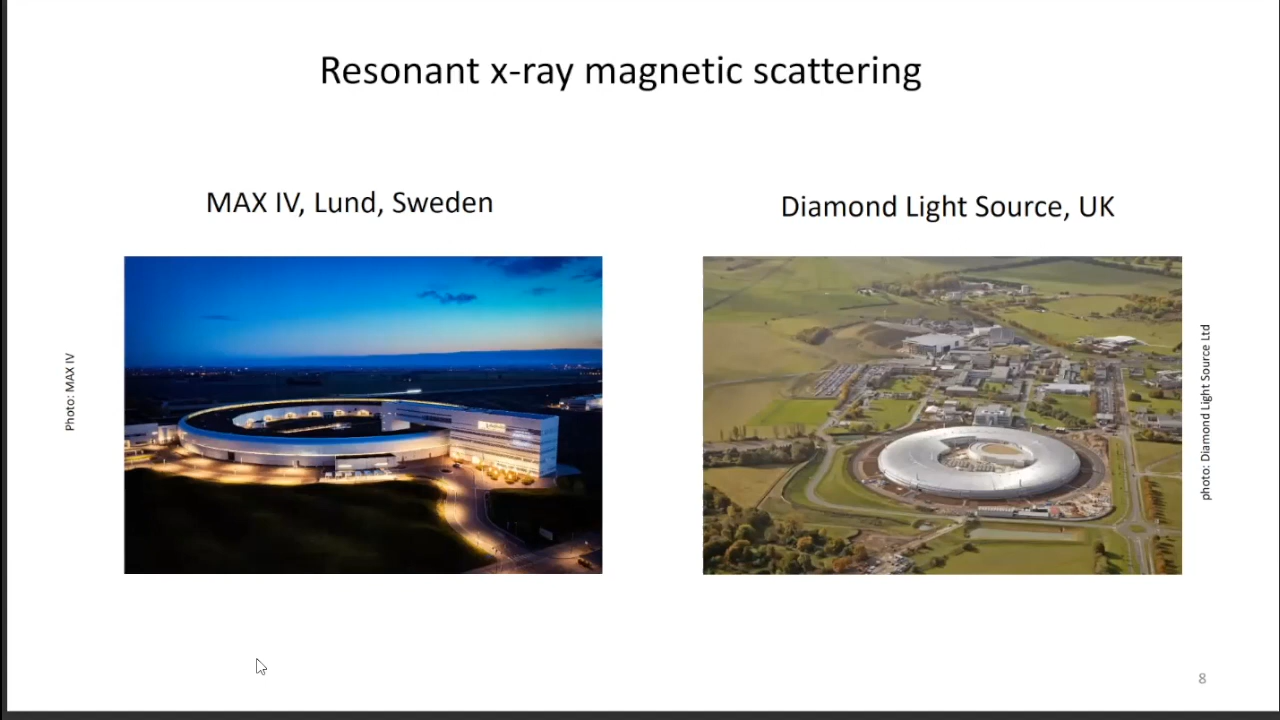 Resonant x-ray magnetic scattering
MAX IV, Lund, Sweden
Diamond Light Source, UK
Photo: MAX IV
photo: Diamond Light Source Ltd
8